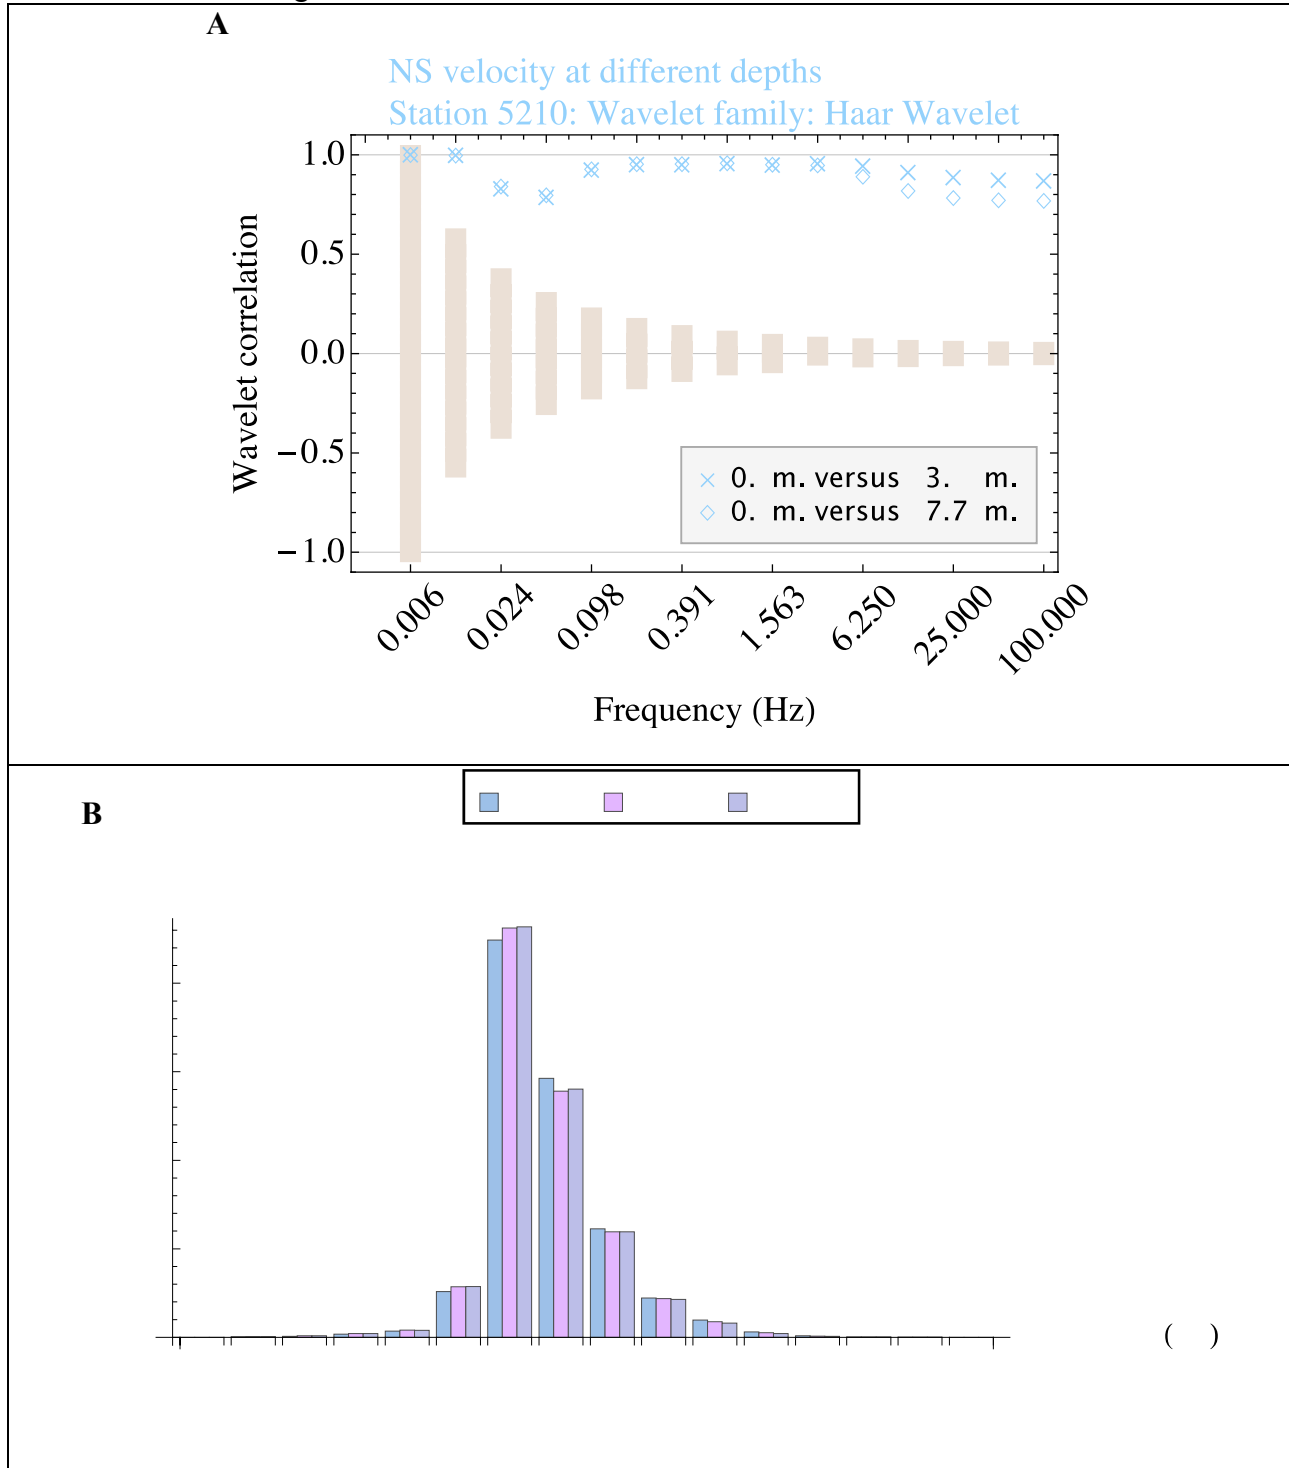 A
NS velocity at different depths
Station 5210: Wavelet family: Haar Wavelet
Wavelet correlation
1.0
0.5
0.0
−0.5
−1.0
× 0. m. versus 3. m.
◇ 0. m. versus 7.7 m.
0.006 0.024 0.098 0.391 1.563 6.250 25.000 100.000
Frequency (Hz)
B
( )